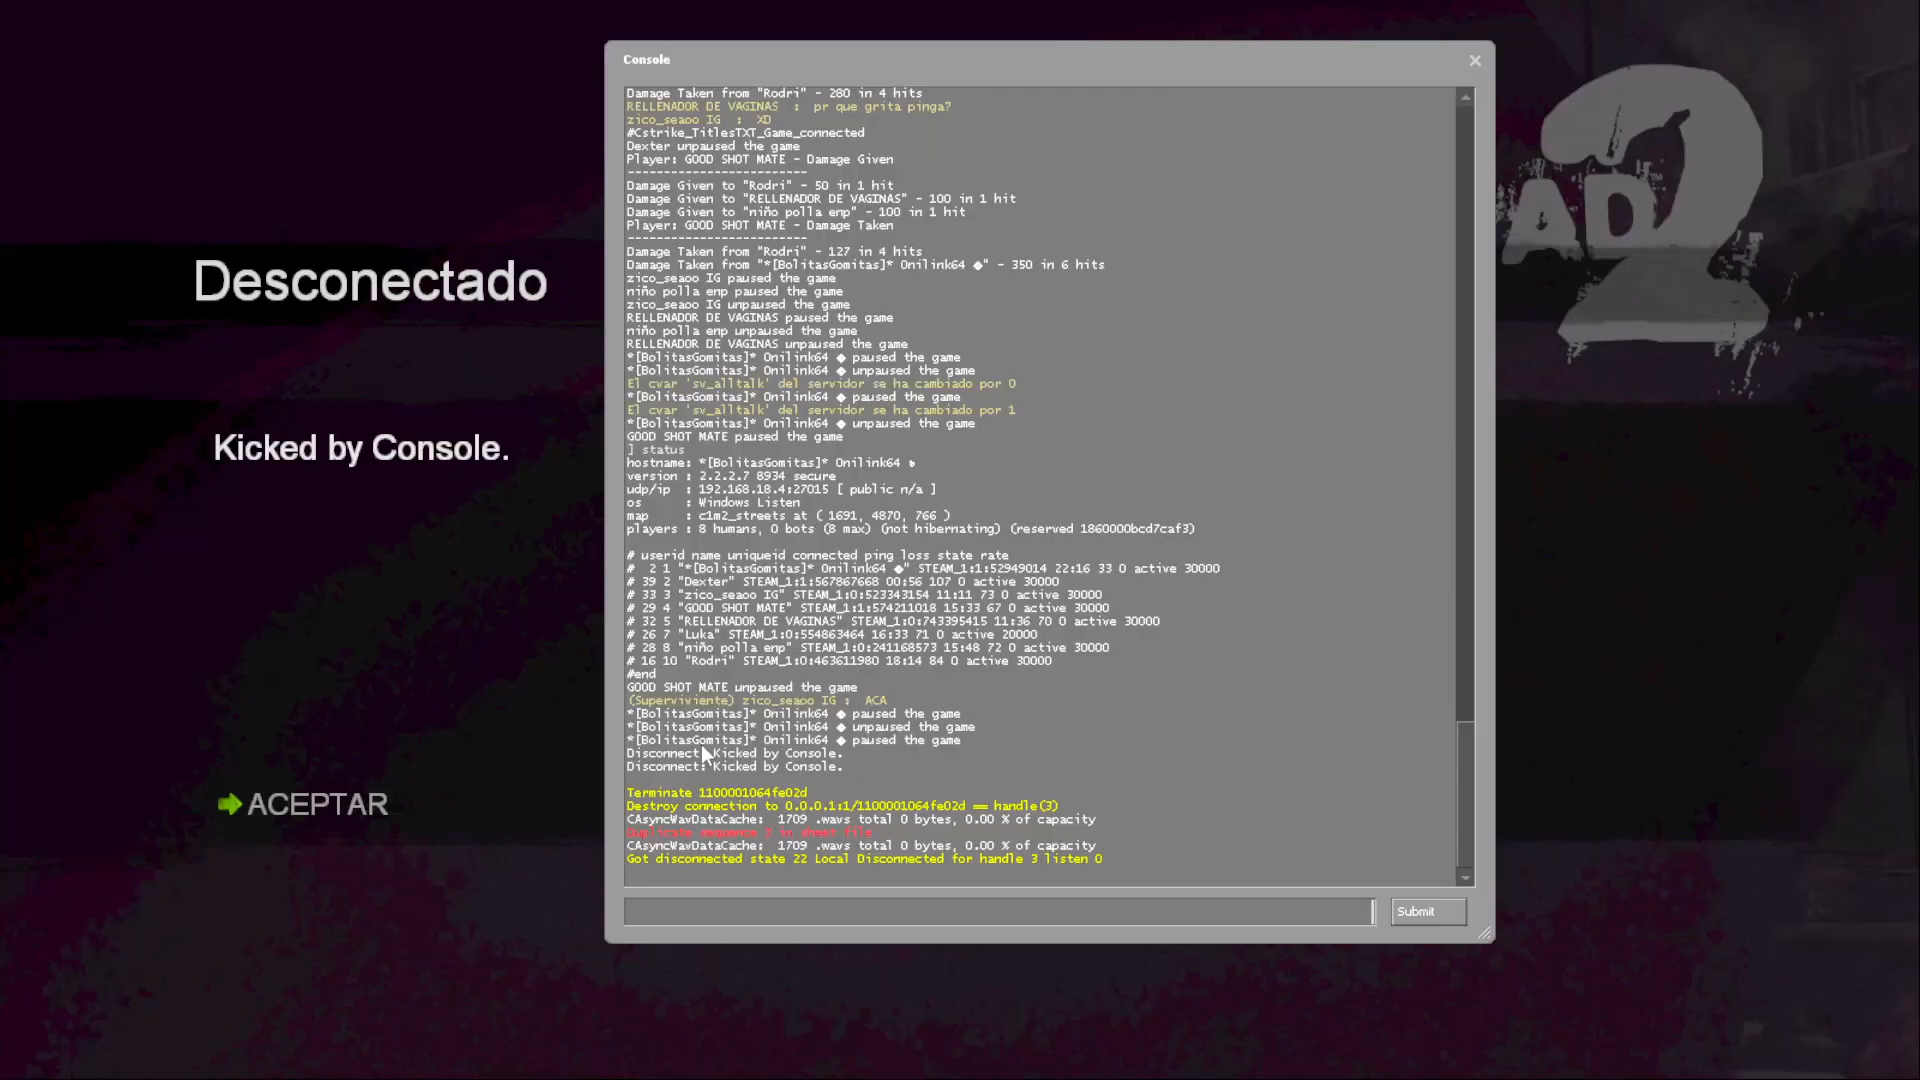 Console
Damage Taken from "Rodri" - 280 in 4 hits
RELLENADOR DE VAGINAS : pr que grita pinga?
zico_seaoo IG : XD
#Cstrike_TitlesTXT_Game_connected
Dexter unpaused the game
Player: GOOD SHOT MATE - Damage Given
-------------------------
Damage Given to "Rodri" - 50 in 1 hit
Damage Given to "RELLENADOR DE VAGINAS" - 100 in 1 hit
Damage Given to "niño polla enp" - 100 in 1 hit
Player: GOOD SHOT MATE - Damage Taken
-------------------------
Damage Taken from "Rodri" - 127 in 4 hits
Damage Taken from "*[BolitasGomitas]* Onilink64 ◆" - 350 in 6 hits
zico_seaoo IG paused the game
niño polla enp paused the game
zico_seaoo IG unpaused the game
RELLENADOR DE VAGINAS paused the game
niño polla enp unpaused the game
RELLENADOR DE VAGINAS unpaused the game
*[BolitasGomitas]* Onilink64 ◆ paused the game
*[BolitasGomitas]* Onilink64 ◆ unpaused the game
El cvar 'sv_alltalk' del servidor se ha cambiado por 0
*[BolitasGomitas]* Onilink64 ◆ paused the game
El cvar 'sv_alltalk' del servidor se ha cambiado por 1
*[BolitasGomitas]* Onilink64 ◆ unpaused the game
GOOD SHOT MATE paused the game
] status
hostname: *[BolitasGomitas]* Onilink64
version : 2.2.2.7 8934 secure
udp/ip : 192.168.18.4:27015 [ public n/a ]
os : Windows Listen
map : c1m2_streets at ( 1691, 4870, 766 )
players : 8 humans, 0 bots (8 max) (not hibernating) (reserved 1860000bcd7caf3)
# userid name uniqueid connected ping loss state rate
# 2 1 "*[BolitasGomitas]* Onilink64 ◆" STEAM_1:1:52949014 22:16 33 0 active 30000
# 39 2 "Dexter" STEAM_1:1:567867668 00:56 107 0 active 30000
# 33 3 "zico_seaoo IG" STEAM_1:0:523343154 11:11 73 0 active 30000
# 29 4 "GOOD SHOT MATE" STEAM_1:1:574211018 15:33 67 0 active 30000
# 32 5 "RELLENADOR DE VAGINAS" STEAM_1:0:743395415 11:36 70 0 active 30000
# 26 7 "Luka" STEAM_1:0:554863464 16:33 71 0 active 20000
# 28 8 "niño polla enp" STEAM_1:0:241168573 15:48 72 0 active 30000
# 16 10 "Rodri" STEAM_1:0:463611980 18:14 84 0 active 30000
#end
GOOD SHOT MATE unpaused the game
(Superviviente) zico_seaoo IG : ACA
*[BolitasGomitas]* Onilink64 ◆ paused the game
*[BolitasGomitas]* Onilink64 ◆ unpaused the game
*[BolitasGomitas]* Onilink64 ◆ paused the game
Disconnect: Kicked by Console.
Disconnect: Kicked by Console.
Terminate 1100001064fe02d
Destroy connection to 0.0.0.1:1/1100001064fe02d == handle(3)
CAsyncWavDataCache: 1709 .wavs total 0 bytes, 0.00 % of capacity
Duplicate sequence 3 in sheet file
CAsyncWavDataCache: 1709 .wavs total 0 bytes, 0.00 % of capacity
Got disconnected state 22 Local Disconnected for handle 3 listen 0
Submit
Desconectado
Kicked by Console.
ACEPTAR
AD
2
TM